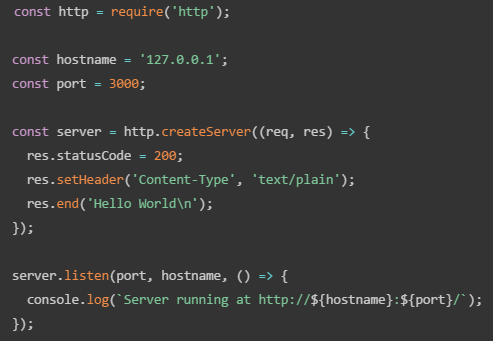 const http = require('http');

const hostname = '127.0.0.1';
const port = 3000;

const server = http.createServer((req, res) => {
  res.statusCode = 200;
  res.setHeader('Content-Type', 'text/plain');
  res.end('Hello World\n');
});

server.listen(port, hostname, () => {
  console.log(`Server running at http://${hostname}:${port}/`);
});